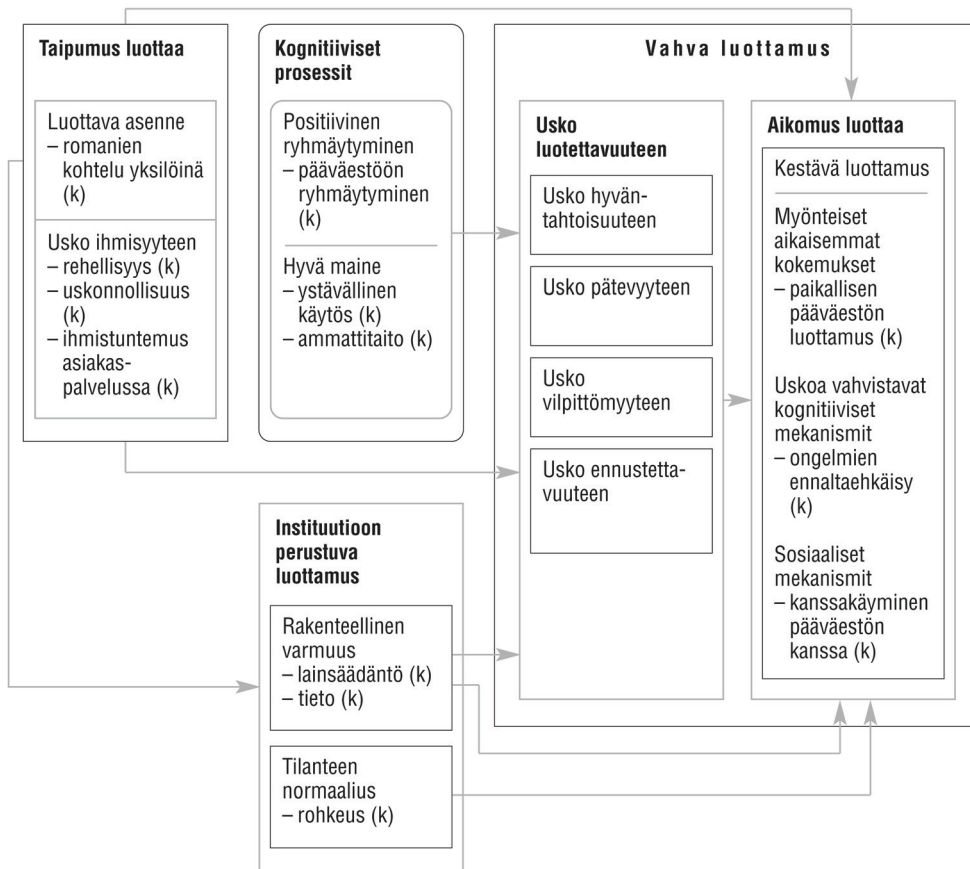 Taipumus luottaa
Luottava asenne
– romanien
kohtelu yksilöinä
(k)
Usko ihmisyyteen
– rehellisyys (k)
– uskonnollisuus
(k)
– ihmistuntemus
asiakas-
palvelussa (k)
Kognitiiviset
prosessit
Positiivinen
ryhmäytyminen
– pääväestöön
ryhmäytyminen
(k)
Hyvä maine
– ystävällinen
käytös (k)
– ammattitaito (k)
Instituutioon
perustuva
luottamus
Rakenteellinen
varmuus
– lainsäädäntö (k)
– tieto (k)
Tilanteen
normaalius
– rohkeus (k)
Vahva luottamus
Usko
luotettavuuteen
Usko hyvän-
tahtoisuuteen
Usko pätevyyteen
Usko
vilpittömyyteen
Usko ennustetta-
vuuteen
Aikomus luottaa
Kestävä luottamus
Myönteiset
aikaisemmat
kokemukset
– paikallisen
pääväestön
luottamus (k)
Uskoa vahvistavat
kognitiiviset
mekanismit
– ongelmien
ennaltaehkäisy
(k)
Sosiaaliset
mekanismit
– kanssakäyminen
pääväestön
kanssa (k)